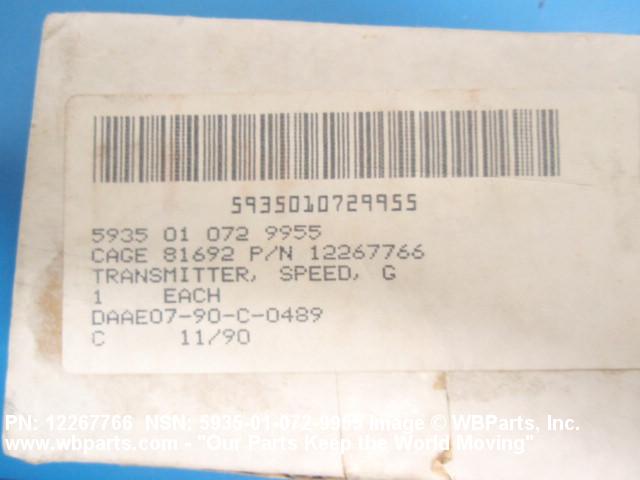 5935010729955
5935 01 072 9955
CAGE 81692 P/N 12267766
TRANSMITTER, SPEED, G
1 EACH
DAAE07-90-C-0489
C 11/90
PN: 12267766 NSN: 5935-01-072-9955 Image © WBParts, Inc.
www.wbparts.com - "Our Parts Keep the World Moving"